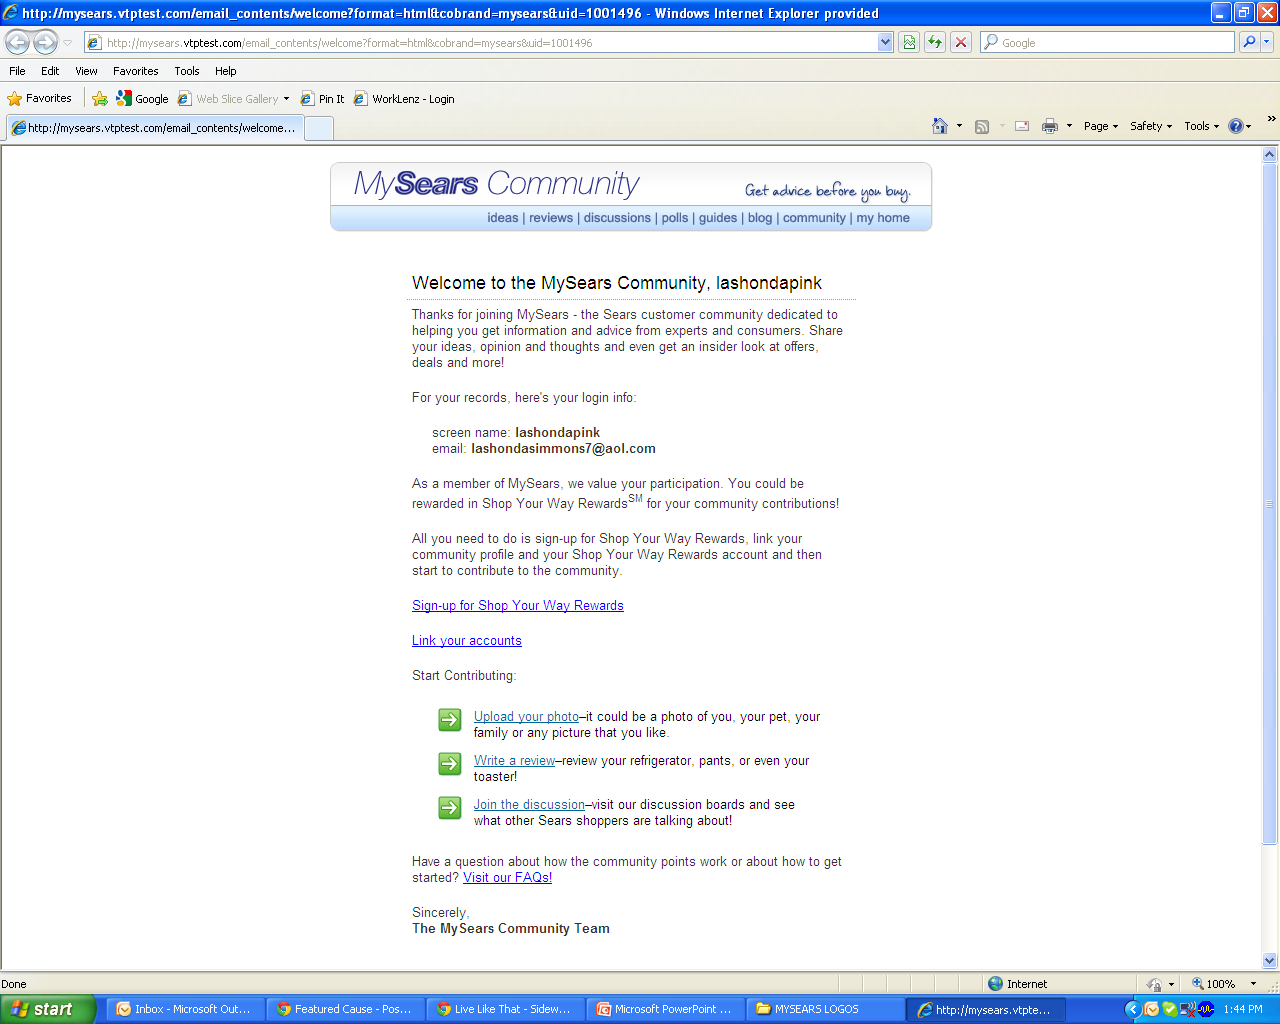 http://mysears.vtptest.com/email_contents/welcome?format=html&cobrand=mysears&uid=1001496 - Windows Internet Explorer provided
http://mysears.vtptest.com/email_contents/welcome?format=html&cobrand=mysears&uid=1001496
Google
File Edit View Favorites Tools Help
Favorites Google Web Slice Gallery Pin It WorkLenz - Login
http://mysears.vtptest.com/email_contents/welcome... Page Safety Tools »
MySears Community Get advice before you buy.
ideas | reviews | discussions | polls | guides | blog | community | my home
Welcome to the MySears Community, lashondapink
Thanks for joining MySears - the Sears customer community dedicated to
helping you get information and advice from experts and consumers. Share
your ideas, opinion and thoughts and even get an insider look at offers,
deals and more!
For your records, here's your login info:
screen name: lashondapink
email: lashondasimmons7@aol.com
As a member of MySears, we value your participation. You could be
rewarded in Shop Your Way Rewards℠ for your community contributions!
All you need to do is sign-up for Shop Your Way Rewards, link your
community profile and your Shop Your Way Rewards account and then
start to contribute to the community.
Sign-up for Shop Your Way Rewards
Link your accounts
Start Contributing:
Upload your photo–it could be a photo of you, your pet, your
family or any picture that you like.
Write a review–review your refrigerator, pants, or even your
toaster!
Join the discussion–visit our discussion boards and see
what other Sears shoppers are talking about!
Have a question about how the community points work or about how to get
started? Visit our FAQs!
Sincerely,
The MySears Community Team
Done Internet 100%
start Inbox - Microsoft Out... Featured Cause - Pos... Live Like That - Sidew... Microsoft PowerPoint ... MYSEARS LOGOS http://mysears.vtpte... 1:44 PM